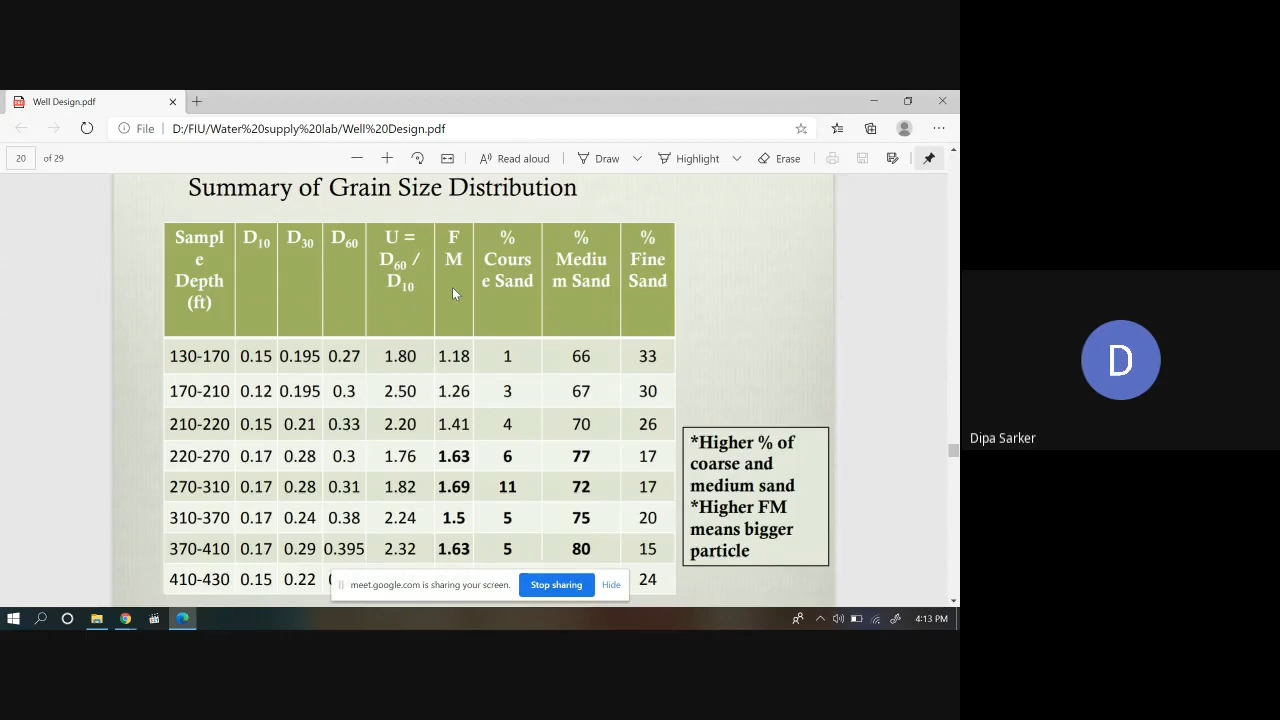 Well Design.pdf
File D:/FIU/Water%20supply%20lab/Well%20Design.pdf
20 of 29 Read aloud Draw Highlight Erase
Summary of Grain Size Distribution
Sampl
e
Depth
(ft)
D10
D30
D60
U =
D60 /
D10
F
M
%
Cours
e Sand
%
Mediu
m Sand
%
Fine
Sand
130-170 0.15 0.195 0.27 1.80 1.18 1 66 33
170-210 0.12 0.195 0.3 2.50 1.26 3 67 30
210-220 0.15 0.21 0.33 2.20 1.41 4 70 26
220-270 0.17 0.28 0.3 1.76 1.63 6 77 17
270-310 0.17 0.28 0.31 1.82 1.69 11 72 17
310-370 0.17 0.24 0.38 2.24 1.5 5 75 20
370-410 0.17 0.29 0.395 2.32 1.63 5 80 15
410-430 0.15 0.22 24
*Higher % of
coarse and
medium sand
*Higher FM
means bigger
particle
meet.google.com is sharing your screen. Stop sharing Hide
4:13 PM
D
Dipa Sarker